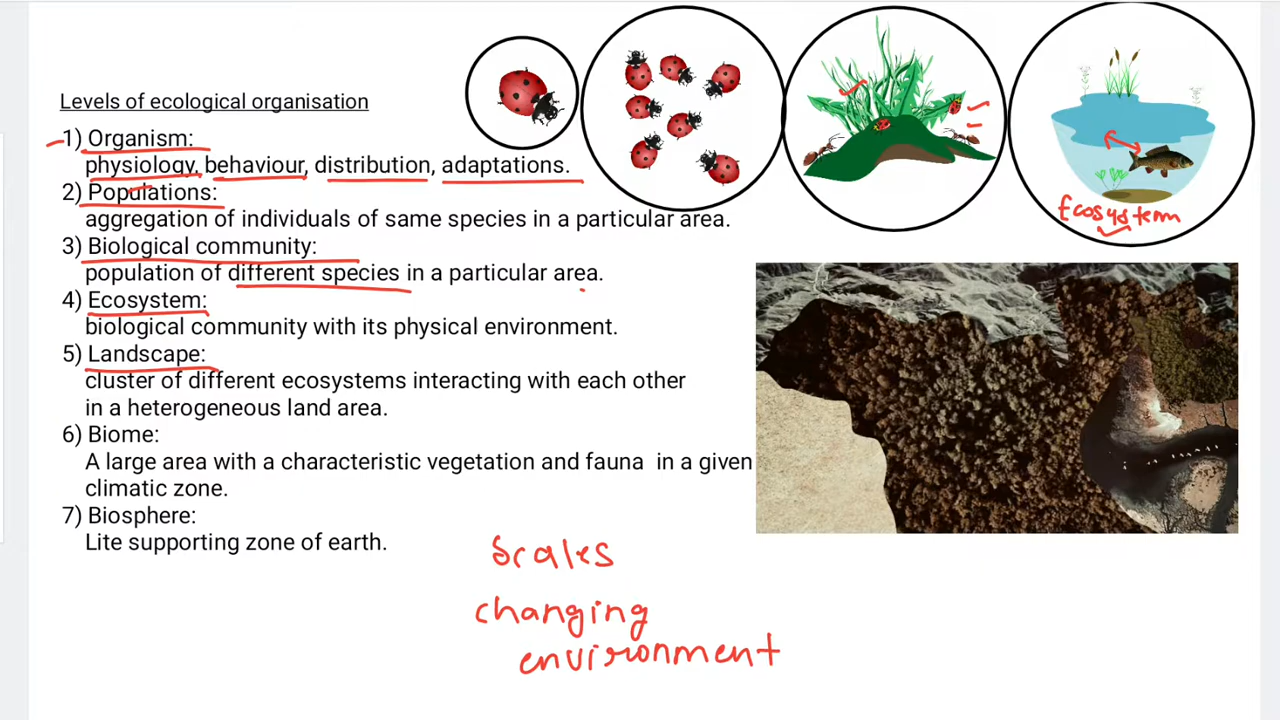 Levels of ecological organisation
1) Organism:
physiology, behaviour, distribution, adaptations.
2) Populations:
aggregation of individuals of same species in a particular area.
3) Biological community:
population of different species in a particular area.
4) Ecosystem:
biological community with its physical environment.
5) Landscape:
cluster of different ecosystems interacting with each other
in a heterogeneous land area.
6) Biome:
A large area with a characteristic vegetation and fauna in a given
climatic zone.
7) Biosphere:
Lite supporting zone of earth.
Ecosystem
Scales
changing
environment